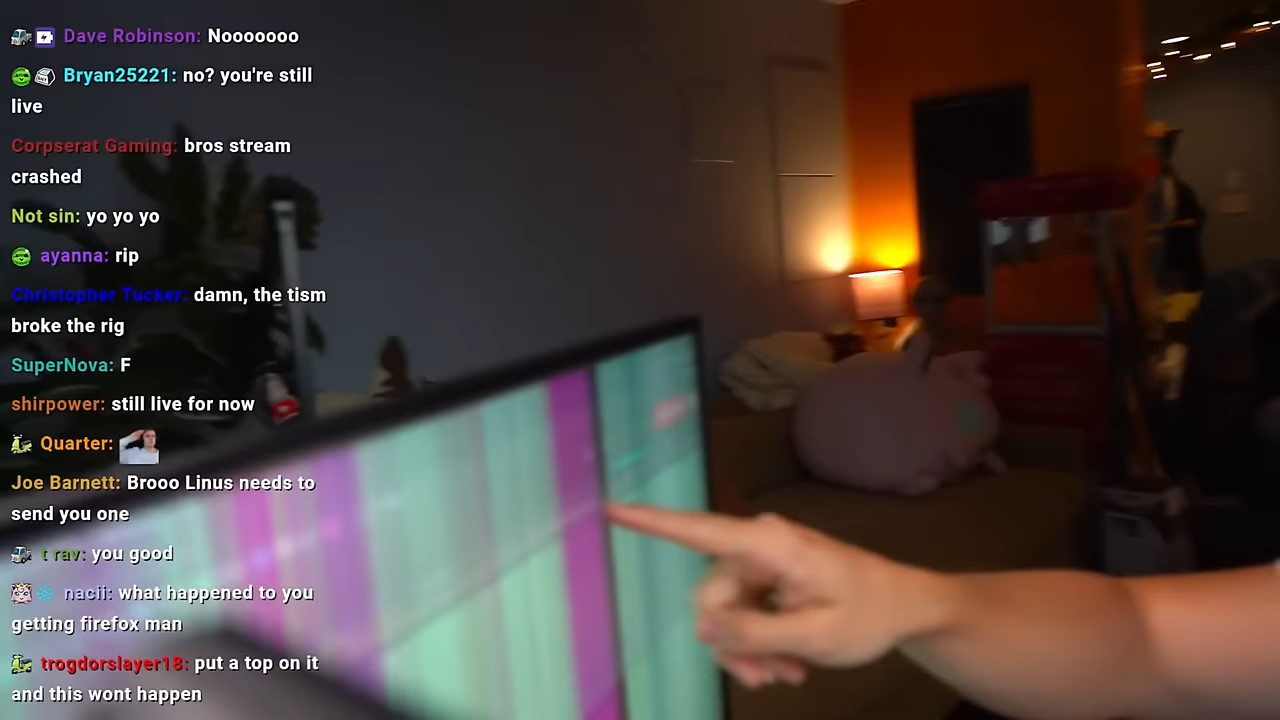 Dave Robinson: Nooooooo
Bryan25221: no? you're still
live
Corpserat Gaming: bros stream
crashed
Not sin: yo yo yo
ayanna: rip
Christopher Tucker: damn, the tism
broke the rig
SuperNova: F
shirpower: still live for now
Quarter:
Joe Barnett: Brooo Linus needs to
send you one
t rav: you good
nacii: what happened to you
getting firefox man
trogdorslayer18: put a top on it
and this wont happen